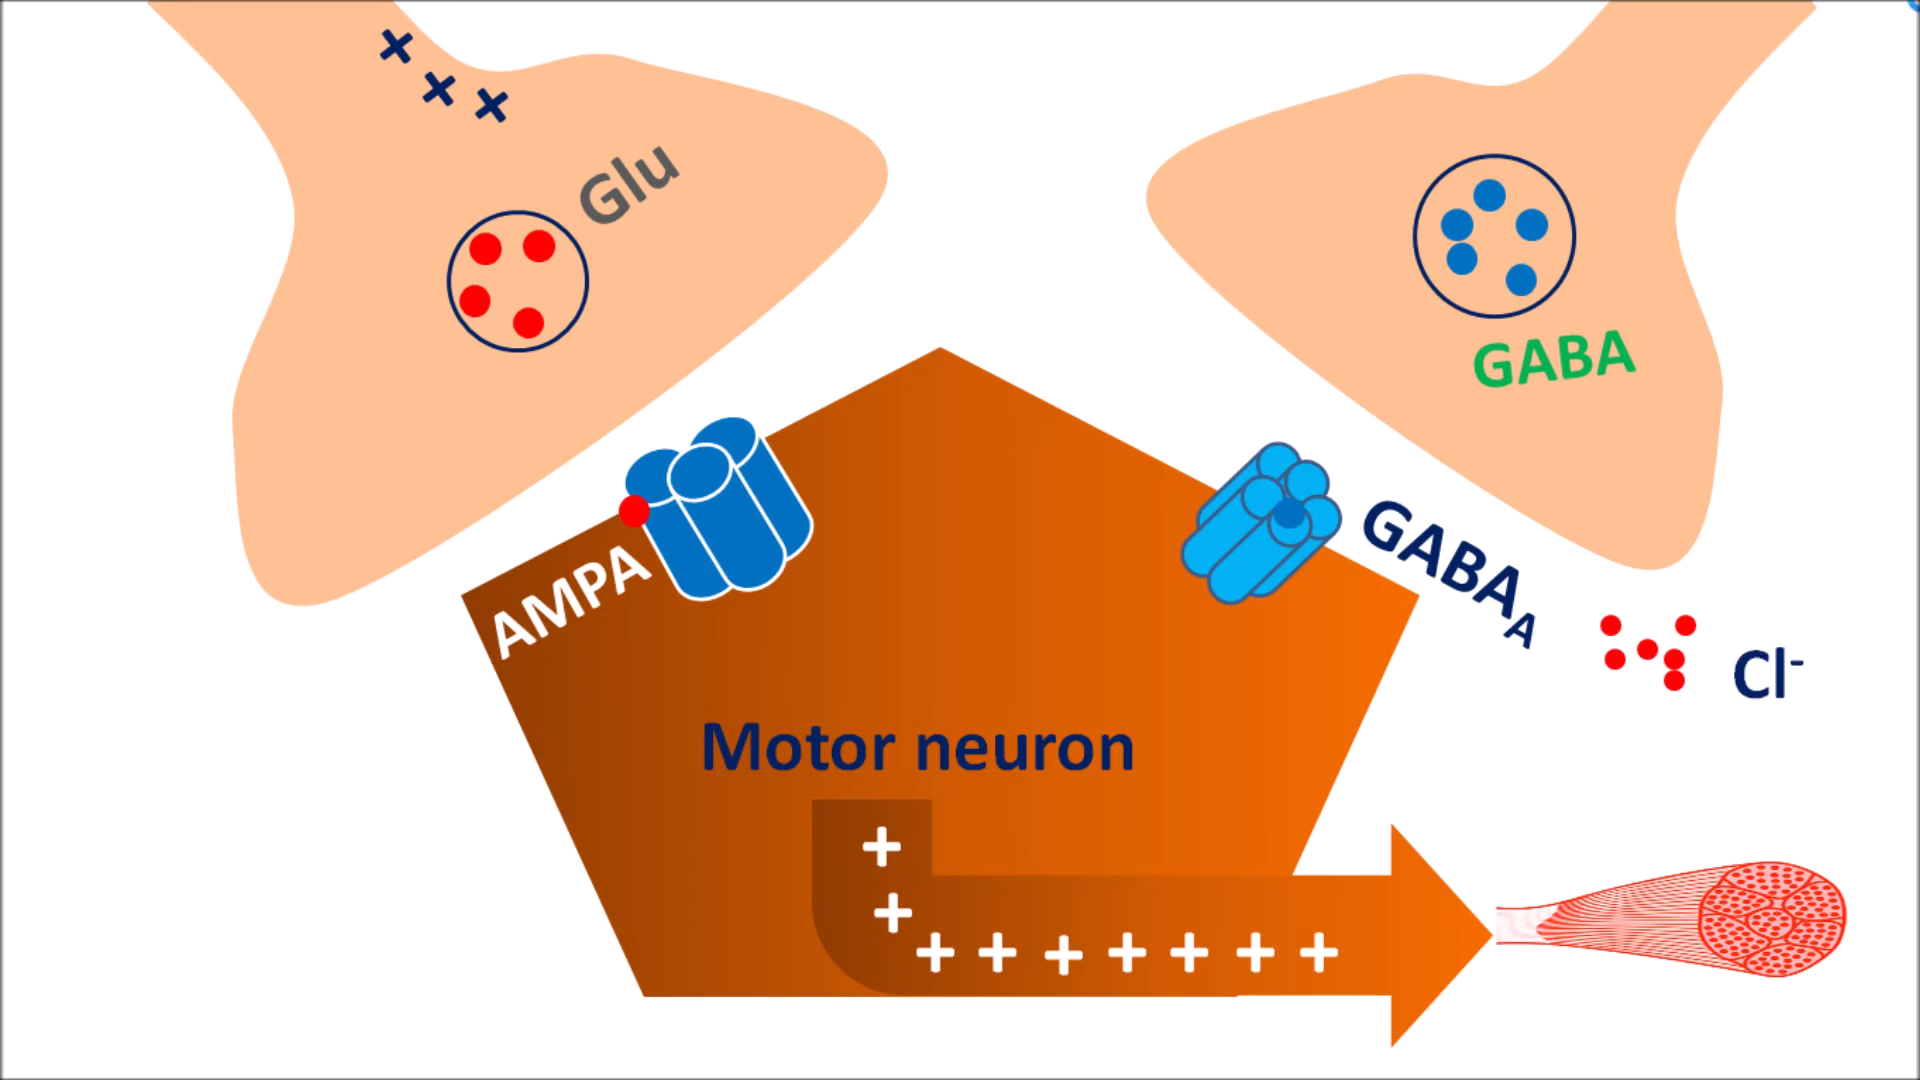 Glu
GABA
AMPA
GABAA
Cl-
Motor neuron
+
+
+ + + + + + +